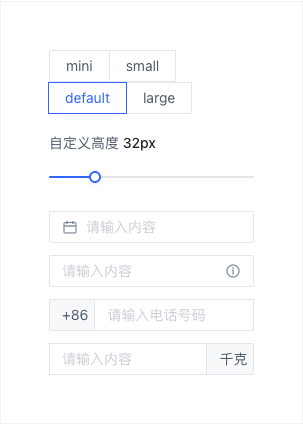 mini small
default large
自定义高度 32px
请输入内容
请输入内容
+86 请输入电话号码
请输入内容 千克